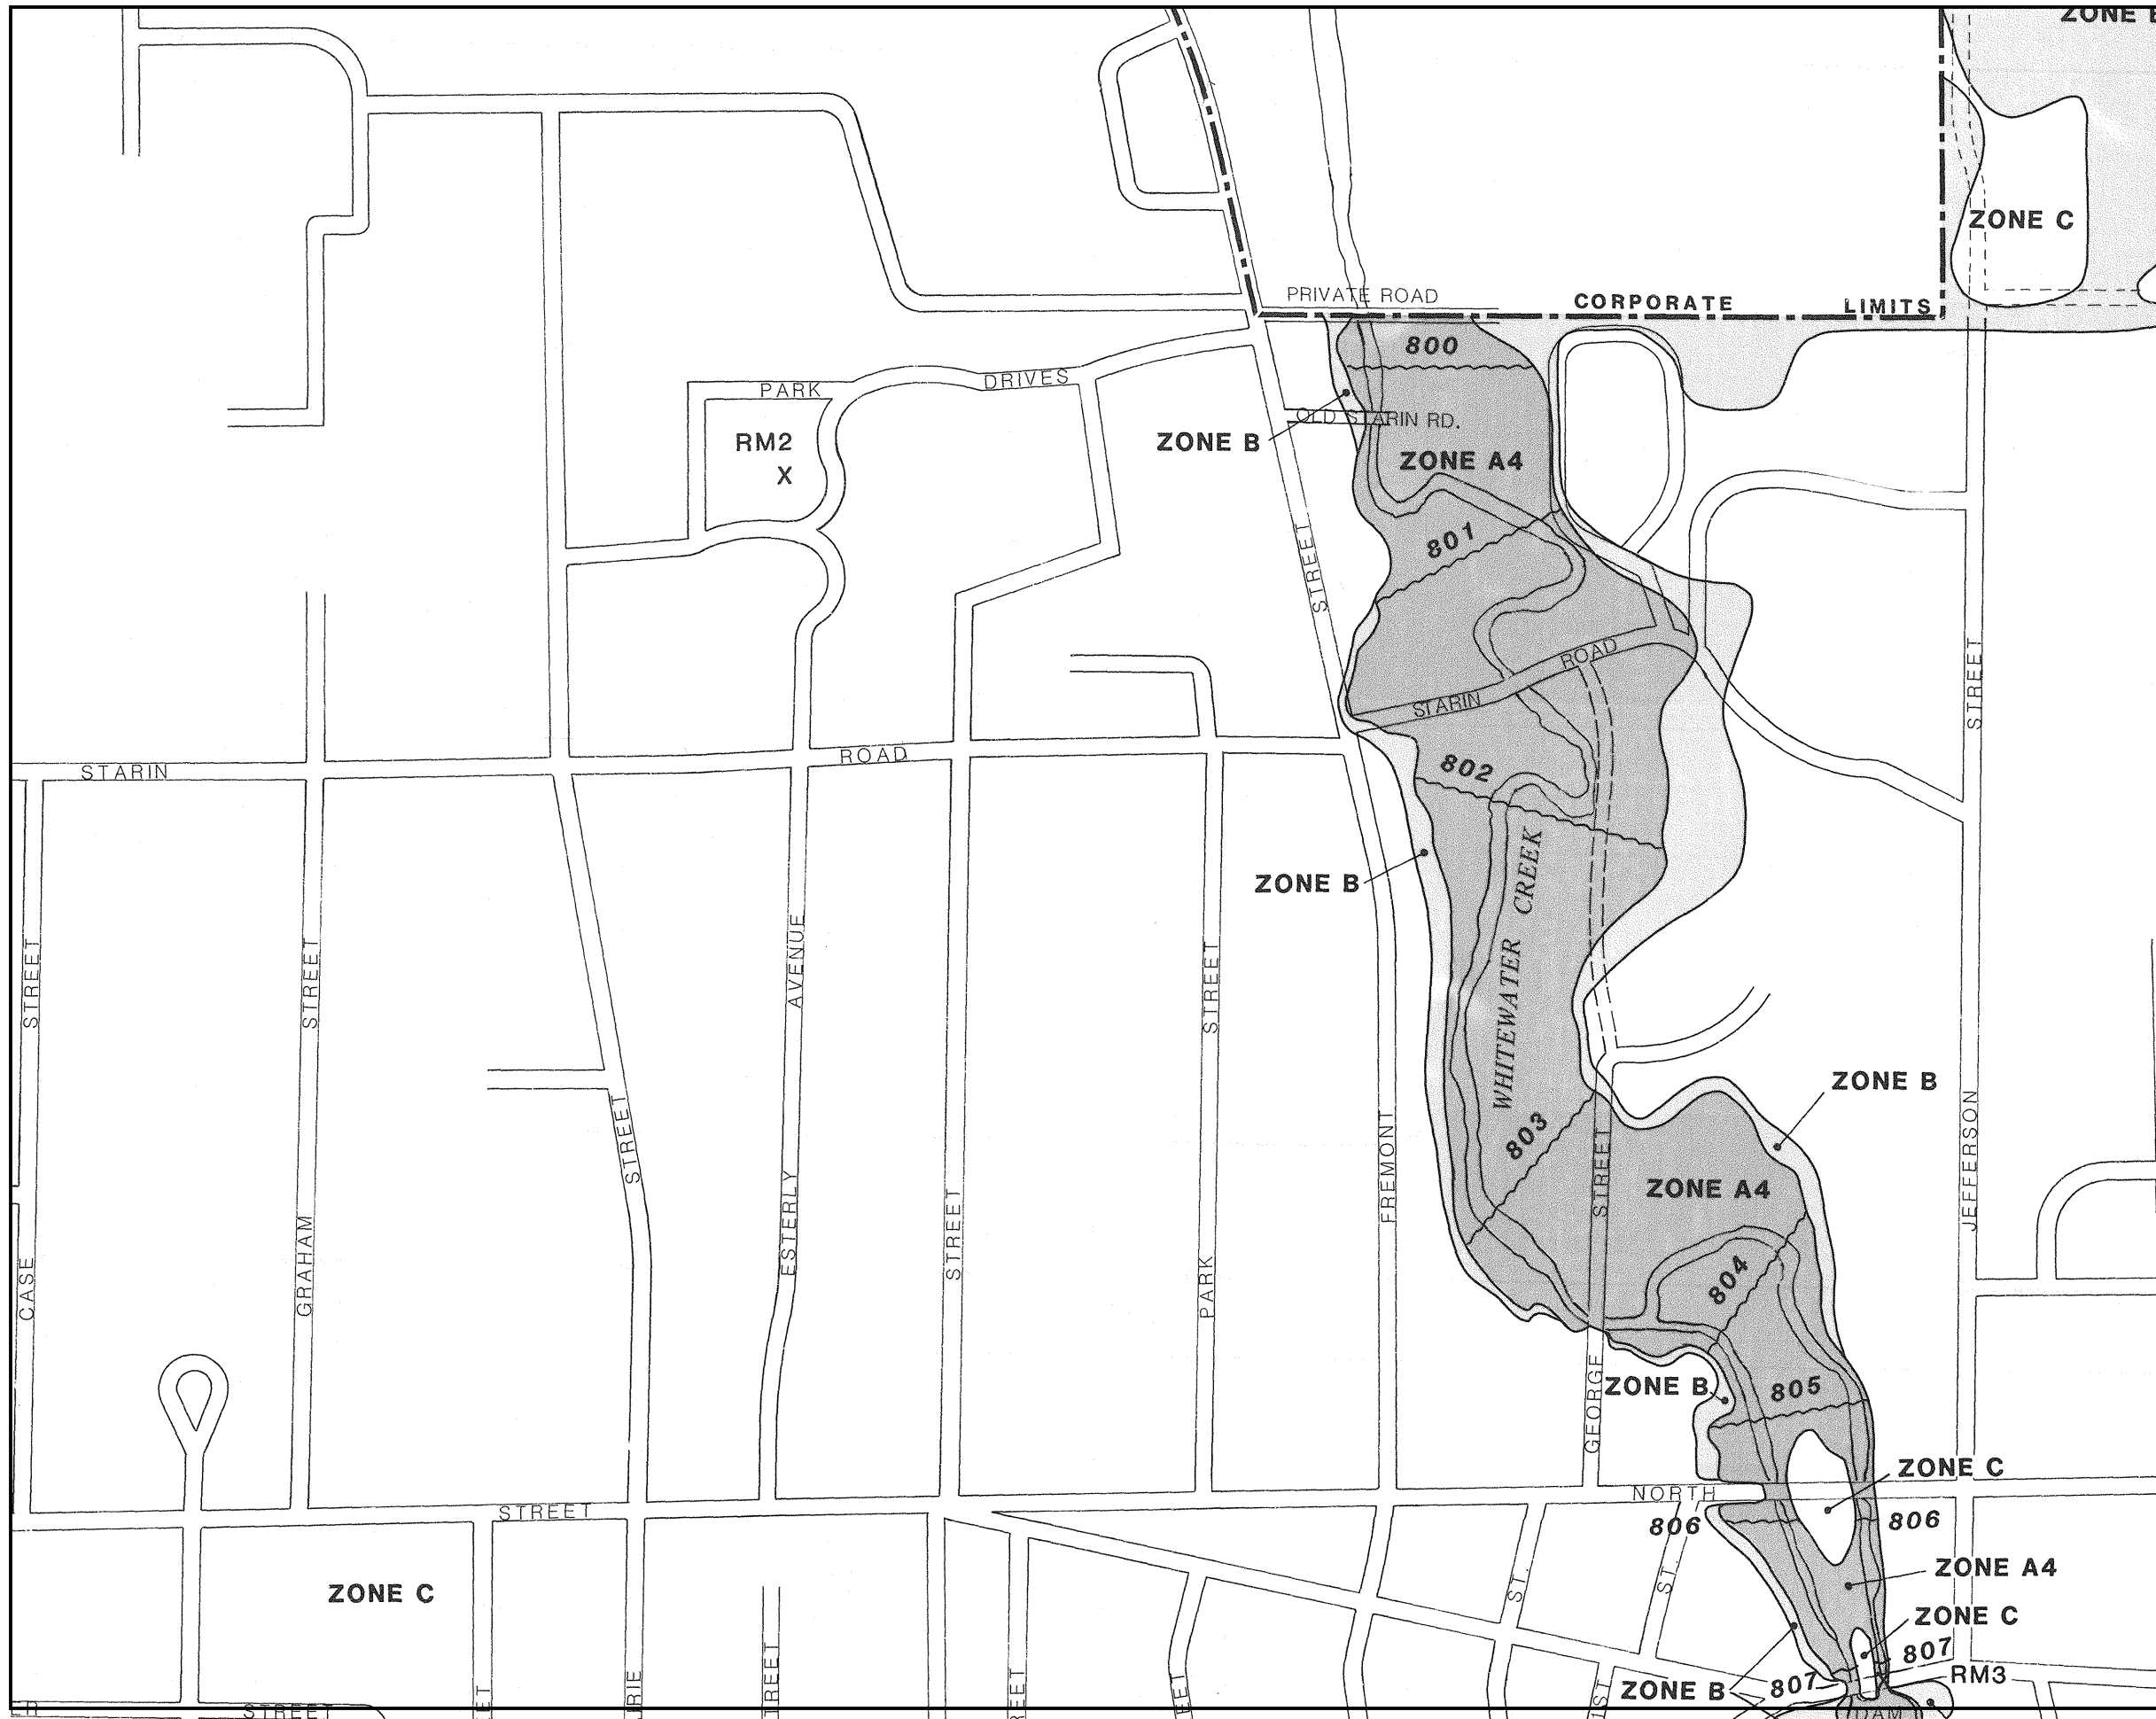 ZONE
ZONE C
PRIVATE ROAD
CORPORATE LIMITS
800
PARK DRIVES
OLD STARIN RD.
RM2
X
ZONE B
ZONE A4
801
STREET
ROAD
STARIN
STREET
STARIN ROAD
802
ZONE B
WHITEWATER CREEK
STREET
STREET
AVENUE
STREET
ZONE B
803
STREET
STREET
FREMONT
JEFFERSON
ZONE A4
CASE
GRAHAM
ESTERLY
STREET
PARK
804
ZONE B
805
GEORGE
ZONE C
NORTH
STREET
806
806
ZONE A4
ZONE C
ST.
ST.
ZONE C
807
807
RM3
ZONE B
STREET
STREET
DAM